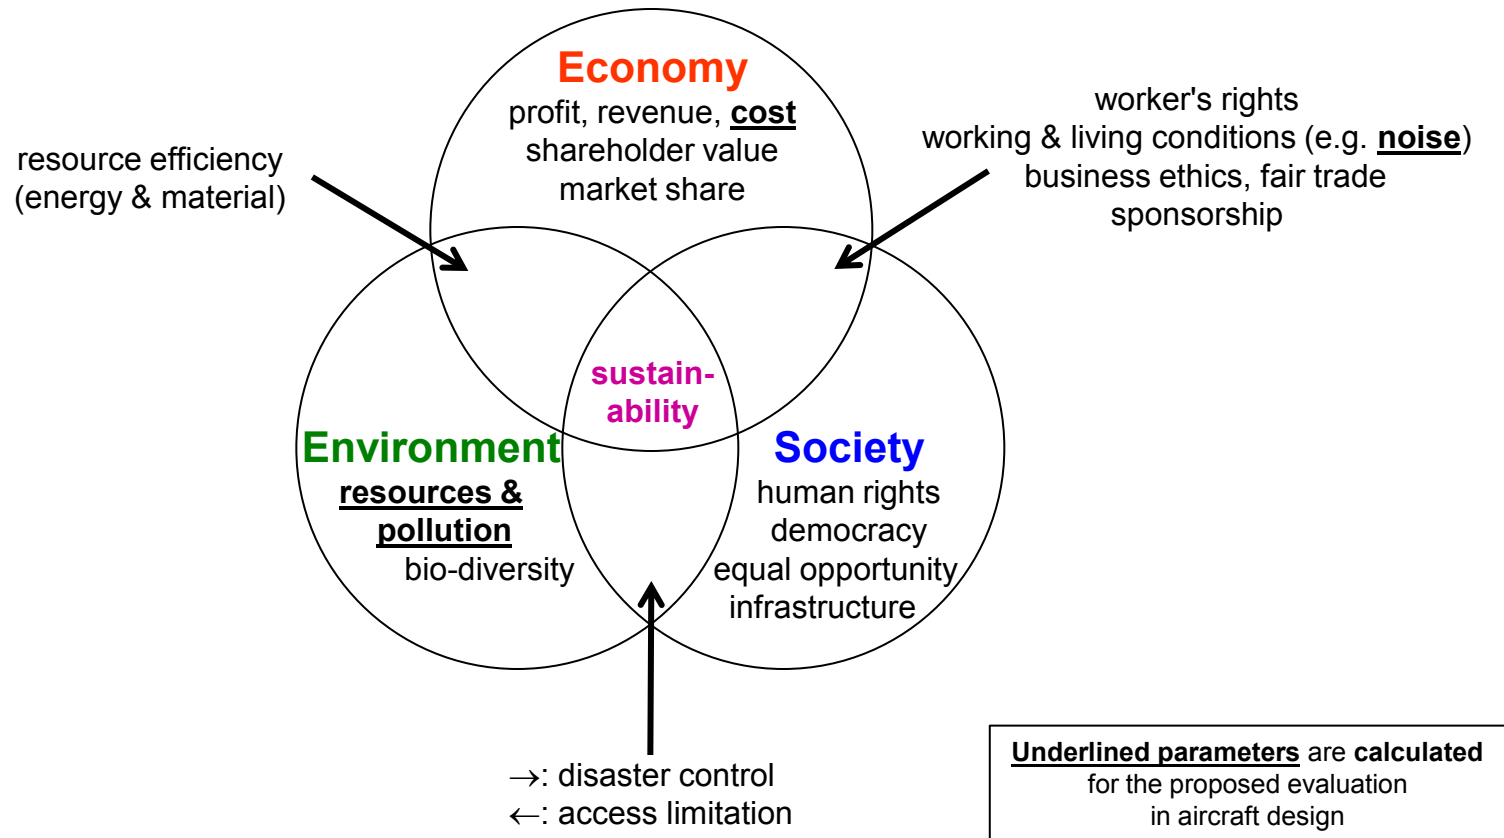 Economy
profit, revenue, cost
shareholder value
market share
resource efficiency
(energy & material)
worker's rights
working & living conditions (e.g. noise)
business ethics, fair trade
sponsorship
sustain-
ability
Environment
resources &
pollution
bio-diversity
Society
human rights
democracy
equal opportunity
infrastructure
→: disaster control
←: access limitation
Underlined parameters are calculated
for the proposed evaluation
in aircraft design